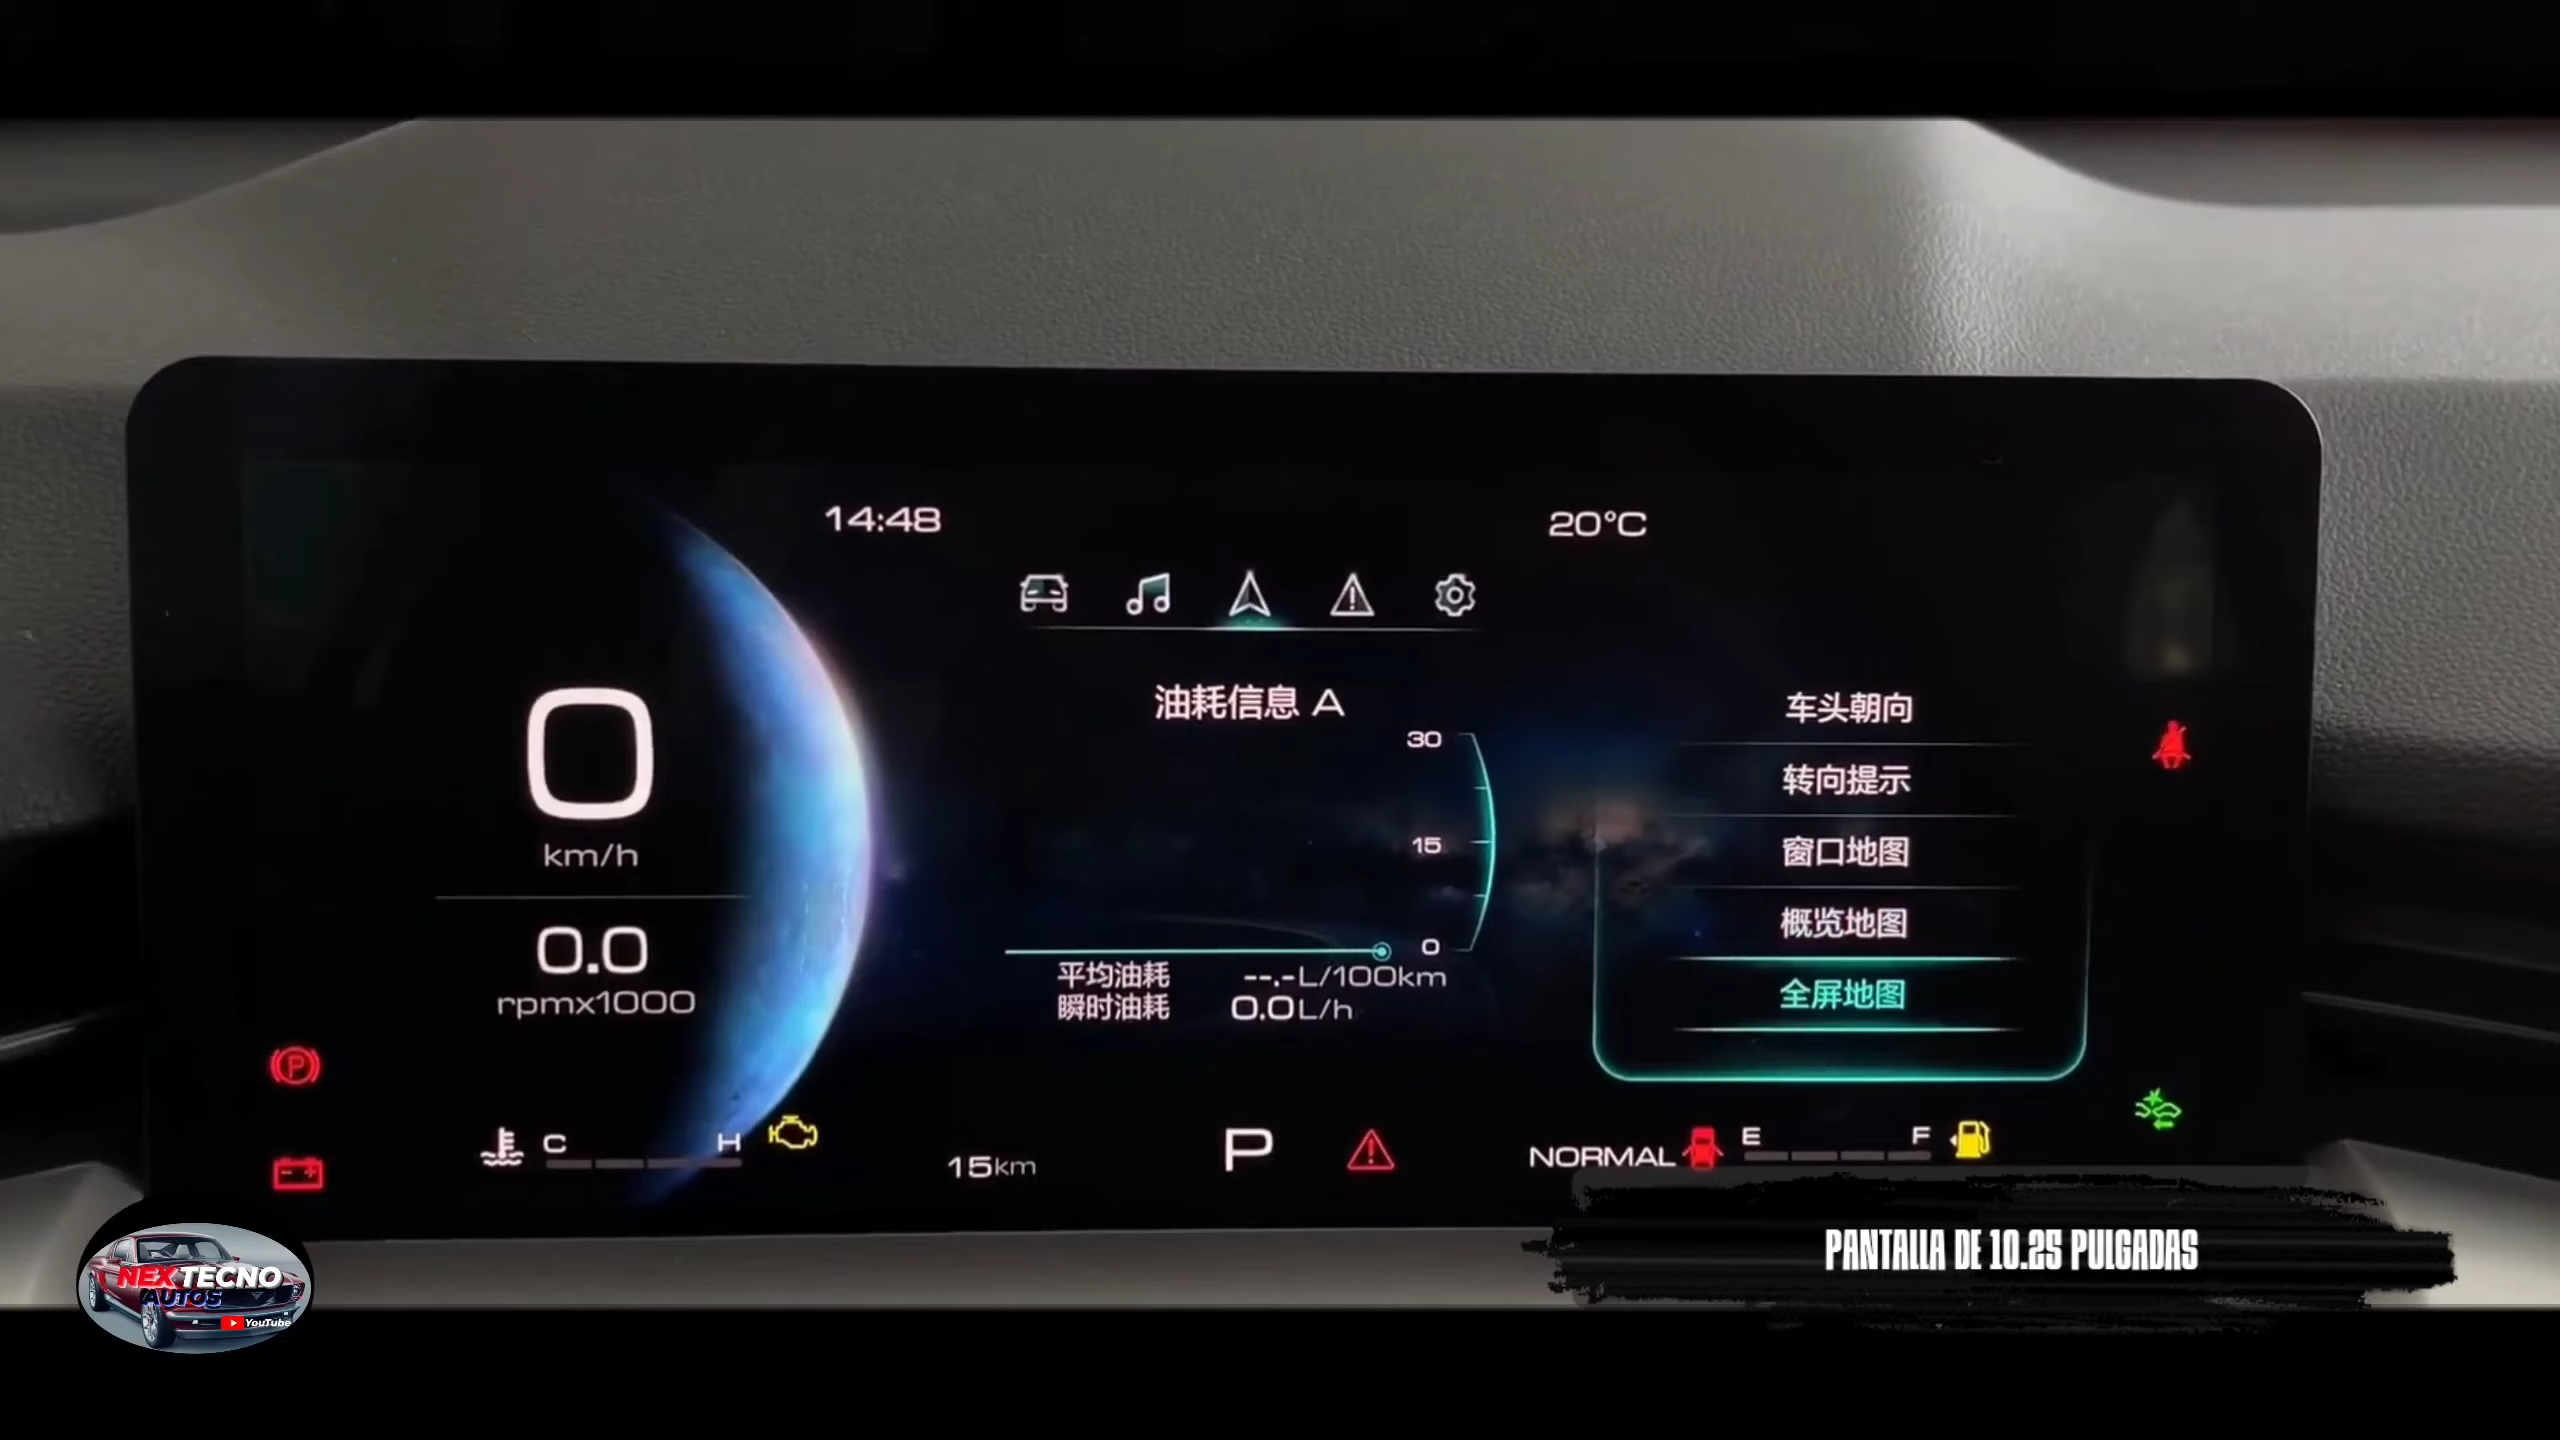 14:48
20°C
油耗信息 A
30
15
0
平均油耗 --.-L/100km
瞬时油耗 0.0L/h
0
km/h
0.0
rpmx1000
车头朝向
转向提示
窗口地图
概览地图
全屏地图
P
C H
15km
P
NORMAL
E F
PANTALLA DE 10.25 PULGADAS
NEXTECNO
AUTOS
YouTube